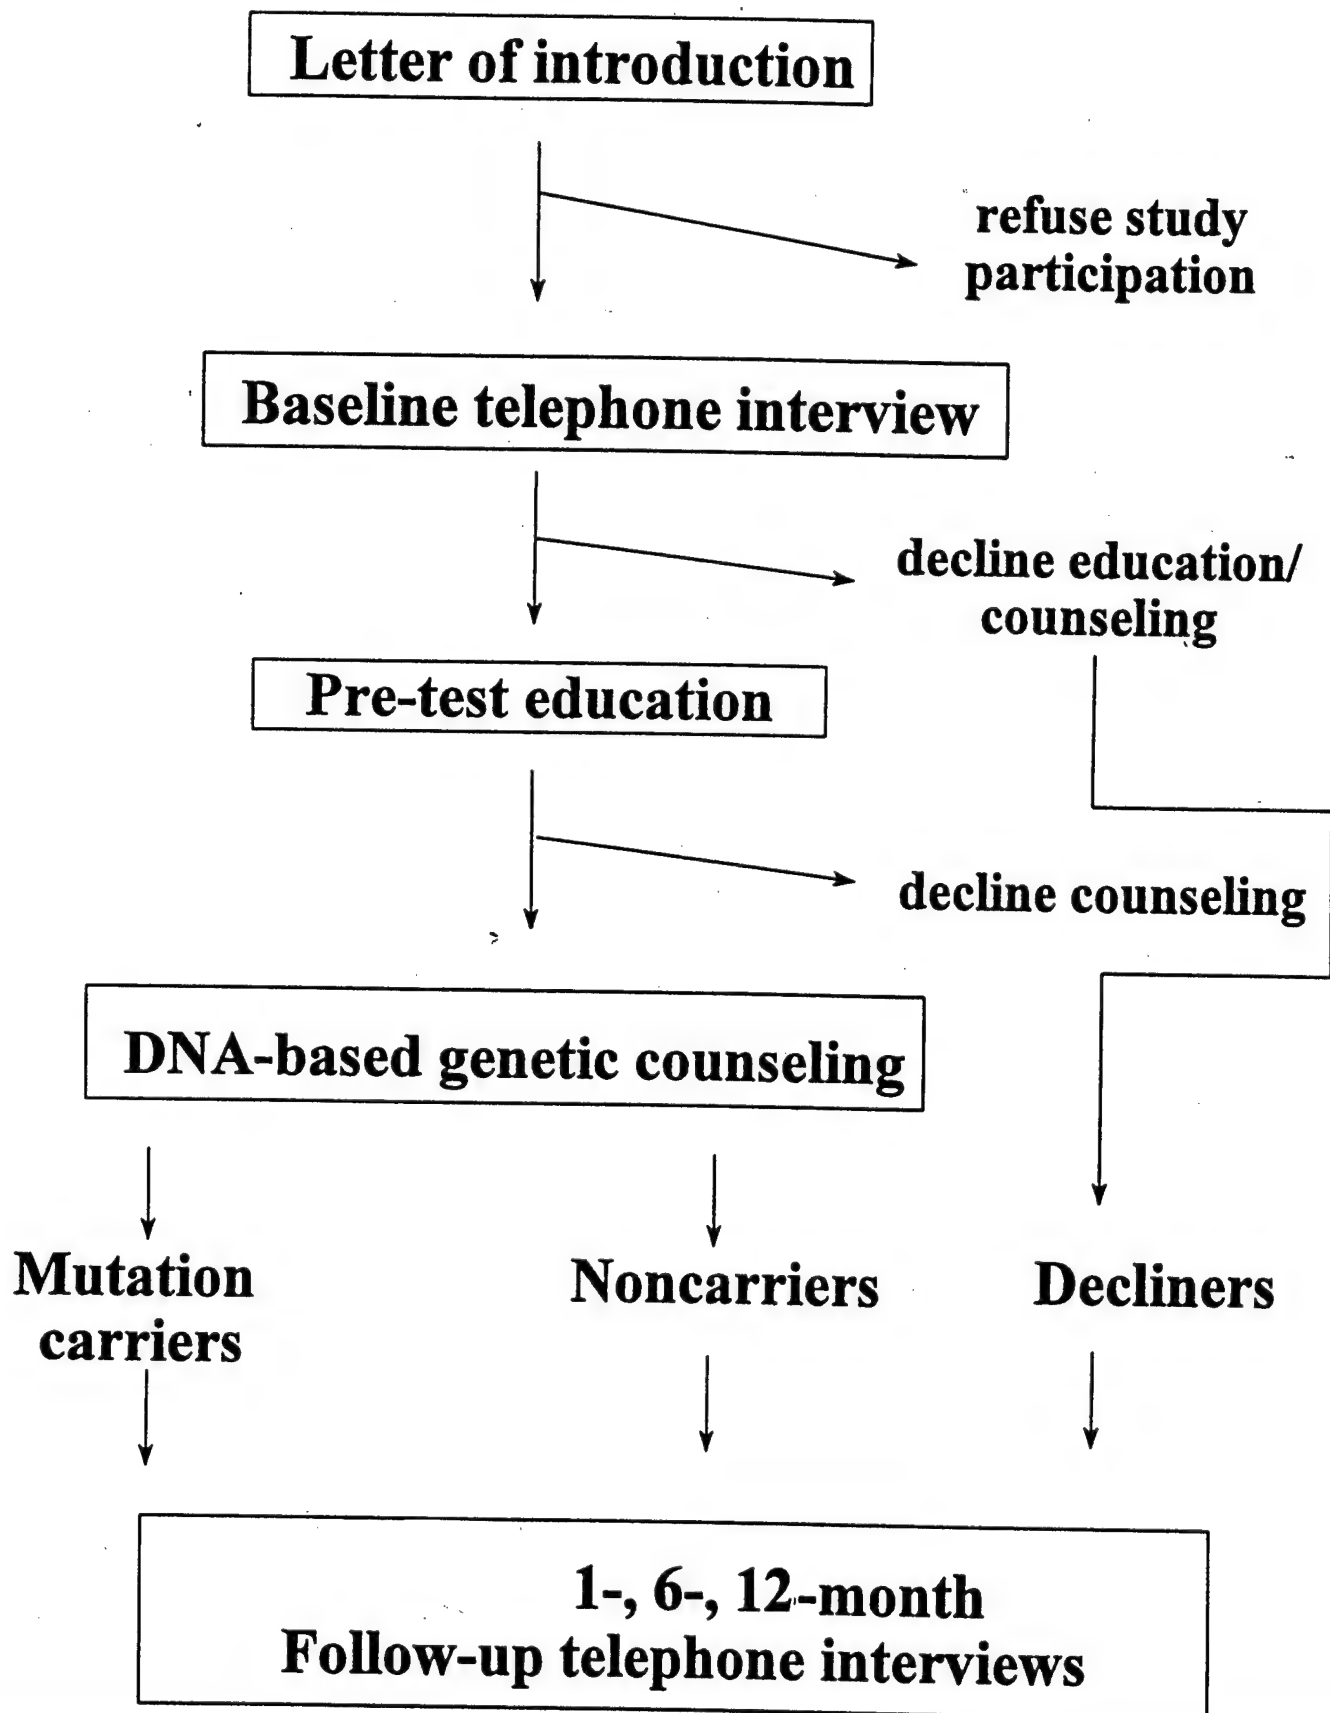 Letter of introduction
refuse study
participation
Baseline telephone interview
decline education/
counseling
Pre-test education
decline counseling
DNA-based genetic counseling
Mutation
carriers
Noncarriers
Decliners
1-, 6-, 12-month
Follow-up telephone interviews